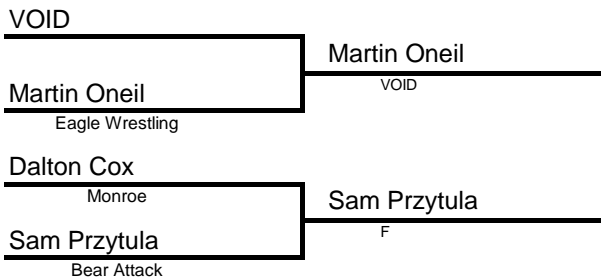 VOID
Martin Oneil
Eagle Wrestling
Martin Oneil
VOID
Dalton Cox
Monroe
Sam Przytula
Bear Attack
Sam Przytula
F